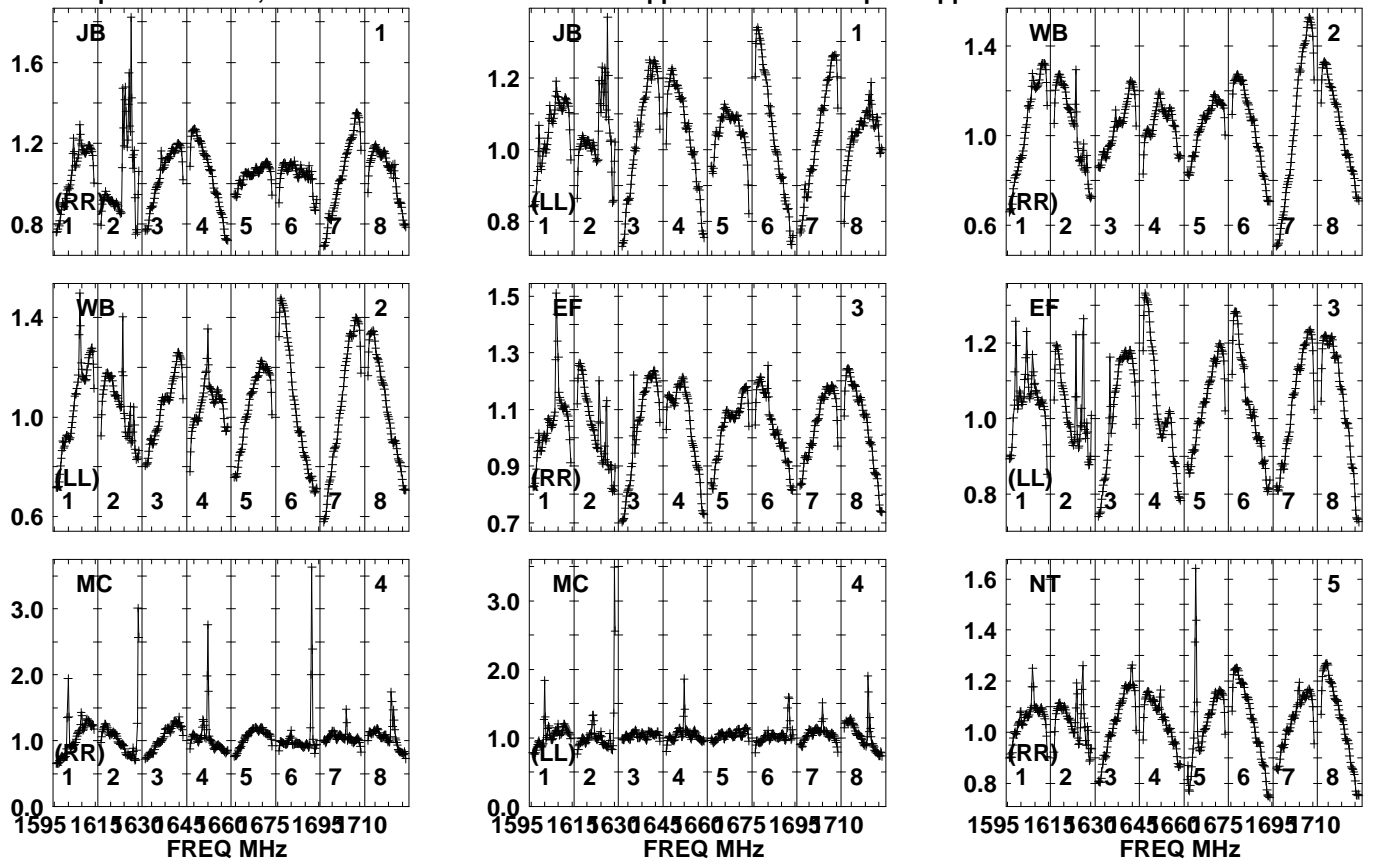 JB 1
1.6
1.2
0.8
(RR)
1 2 3 4 5 6 7 8
JB 1
1.2
1.0
0.8
(LL)
1 2 3 4 5 6 7 8
WB 2
1.4
1.0
0.6
(RR)
1 2 3 4 5 6 7 8
WB 2
1.4
1.0
0.6
(LL)
1 2 3 4 5 6 7 8
EF 3
1.5
1.3
1.1
0.9
0.7
(RR)
1 2 3 4 5 6 7 8
EF 3
1.2
1.0
0.8
(LL)
1 2 3 4 5 6 7 8
MC 4
3.0
2.0
1.0
0.0
(RR)
1 2 3 4 5 6 7 8
1595 1615 1630 1645 1660 1675 1695 1710
FREQ MHz
MC 4
3.0
2.0
1.0
0.0
(LL)
1 2 3 4 5 6 7 8
1595 1615 1630 1645 1660 1675 1695 1710
FREQ MHz
NT 5
1.6
1.4
1.2
1.0
0.8
(RR)
1 2 3 4 5 6 7 8
1595 1615 1630 1645 1660 1675 1695 1710
FREQ MHz